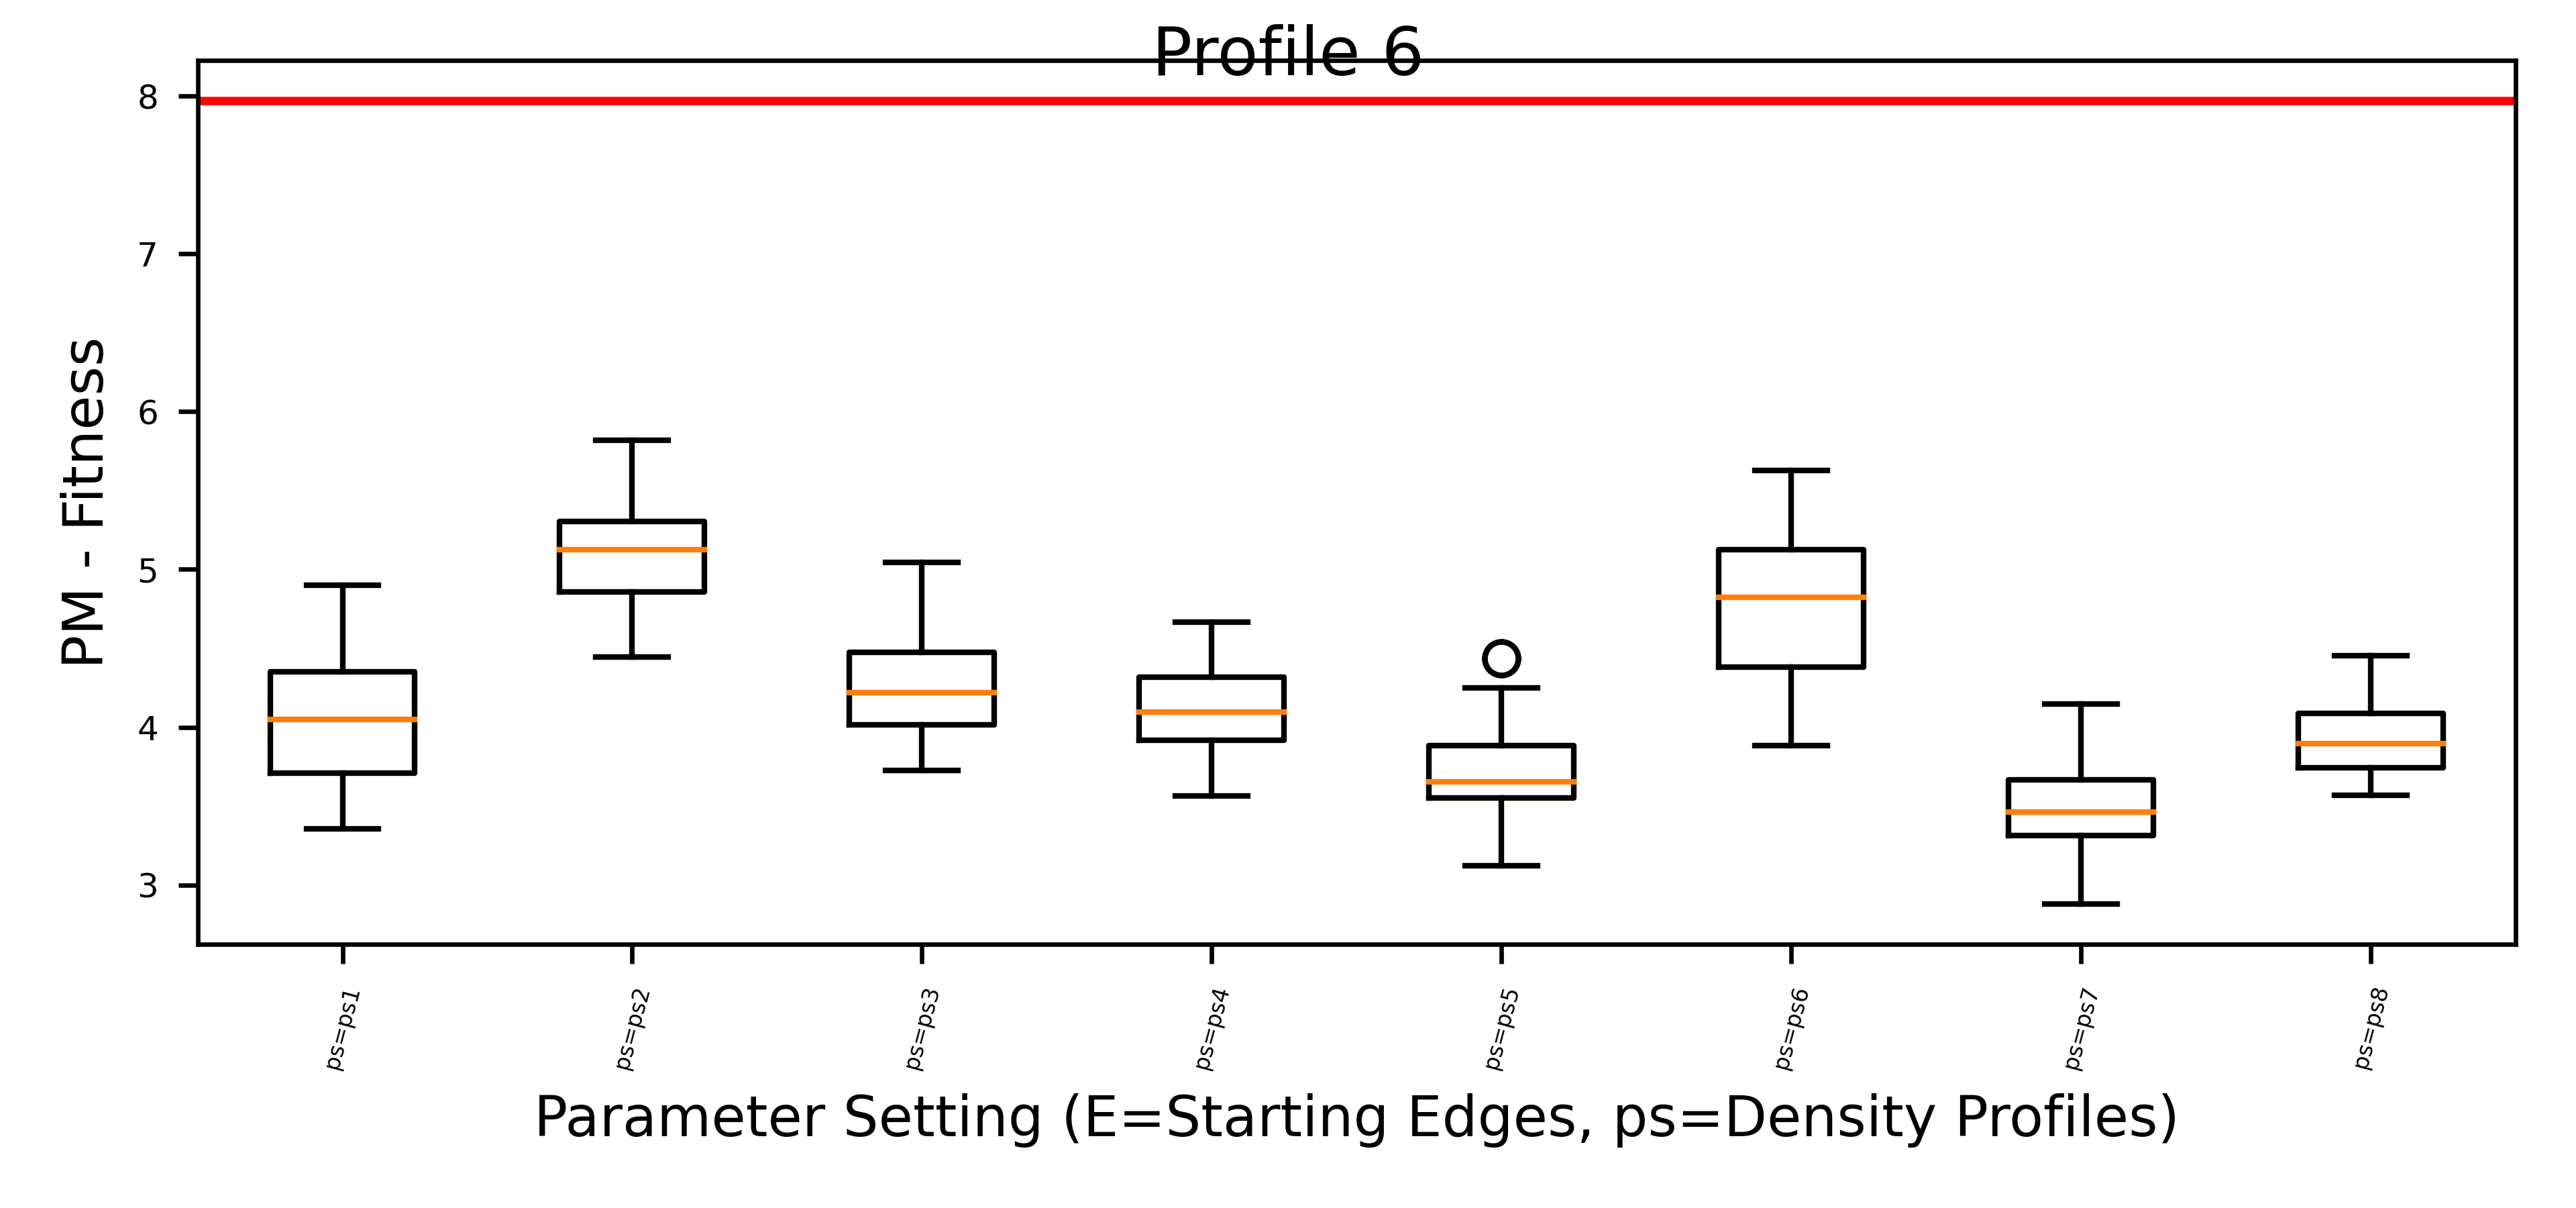 Profile 6
PM - Fitness
8
7
6
5
4
3
ps=ps1
ps=ps2
ps=ps3
ps=ps4
ps=ps5
ps=ps6
ps=ps7
ps=ps8
Parameter Setting (E=Starting Edges, ps=Density Profiles)